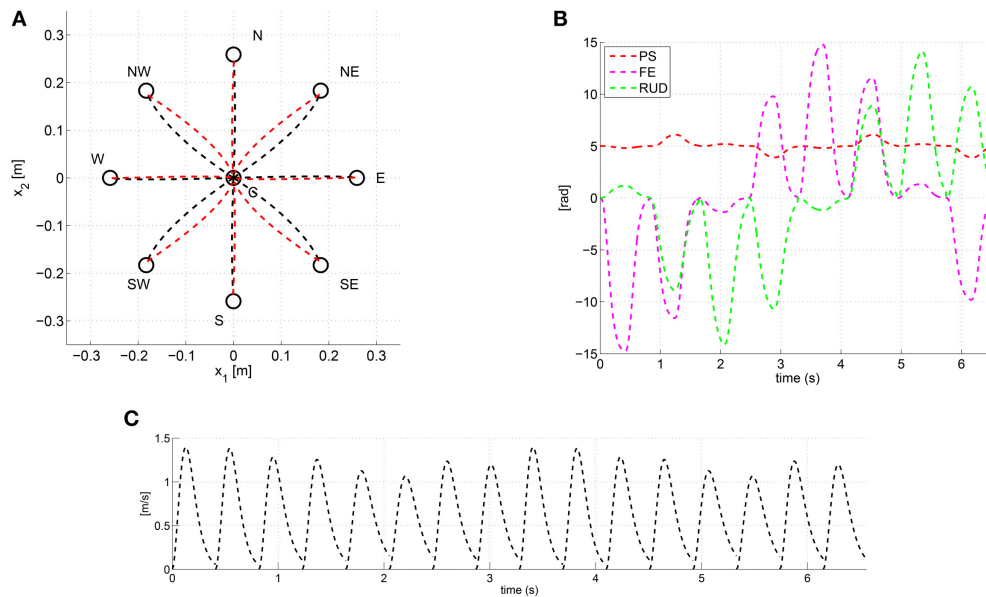 A
N
NW
NE
W
C
E
SW
SE
S
x_2 [m]
0.3
0.2
0.1
0
−0.1
−0.2
−0.3
−0.3 −0.2 −0.1 0 0.1 0.2 0.3
x_1 [m]
B
PS
FE
RUD
[rad]
15
10
5
0
−5
−10
−15
0 1 2 3 4 5 6
time (s)
C
[m/s]
1.5
1
0.5
0
0 1 2 3 4 5 6
time (s)